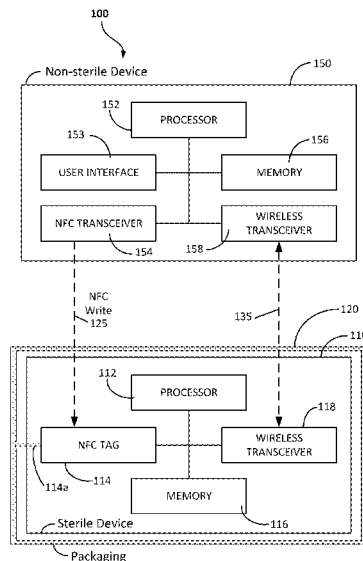 100
Non-sterile Device
150
152
PROCESSOR
153
156
USER INTERFACE
MEMORY
NFC TRANSCEIVER
WIRELESS
TRANSCEIVER
154
158
NFC
Write
125
135
120
110
112
PROCESSOR
118
NFC TAG
WIRELESS
TRANSCEIVER
114a
114
MEMORY
116
Sterile Device
Packaging